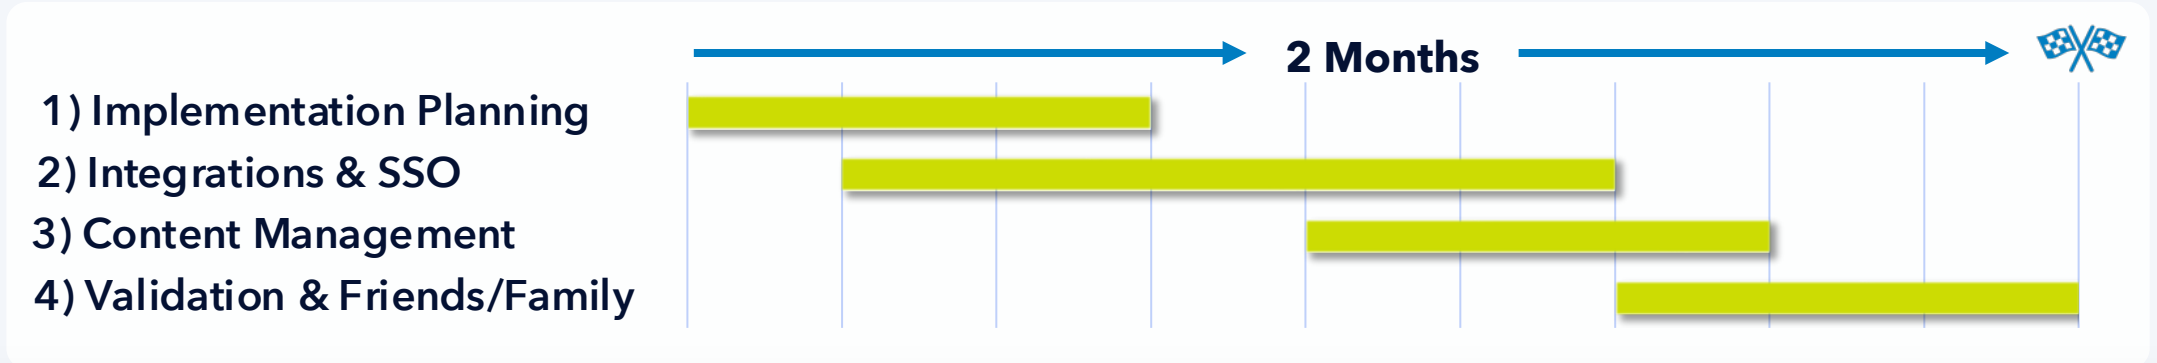 2 Months
1) Implementation Planning
2) Integrations & SSO
3) Content Management
4) Validation & Friends/Family